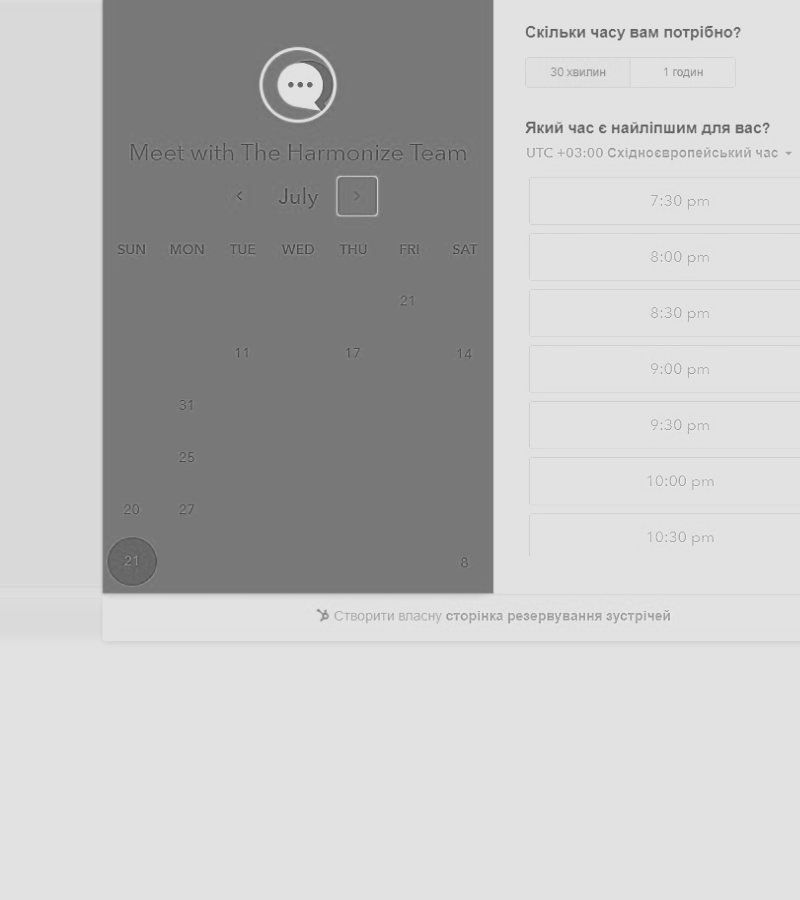 Meet with The Harmonize Team
July
SUN MON TUE WED THU FRI SAT
21
11 17 14
31
25
20 27
21 8
Скільки часу вам потрібно?
30 хвилин 1 годин
Який час є найліпшим для вас?
UTC +03:00 Східноєвропейський час
7:30 pm
8:00 pm
8:30 pm
9:00 pm
9:30 pm
10:00 pm
10:30 pm
Створити власну сторінка резервування зустрічей